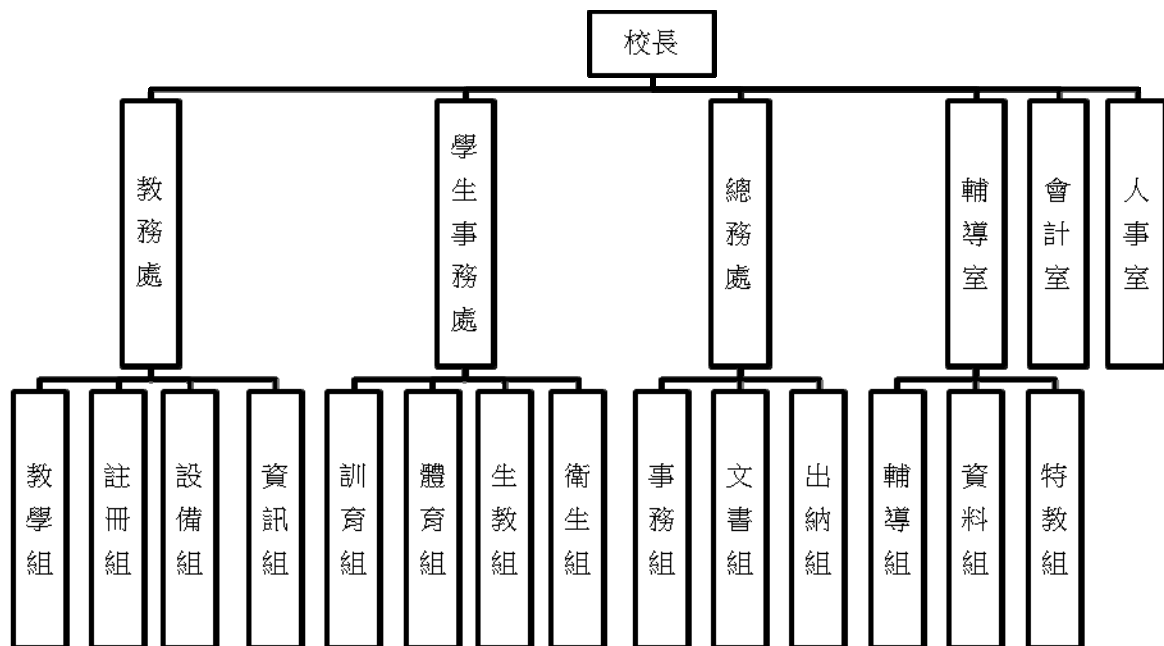 校長
教務處
學生事務處
總務處
輔導室
會計室
人事室
教學組
註冊組
設備組
資訊組
訓育組
體育組
生教組
衛生組
事務組
文書組
出納組
輔導組
資料組
特教組